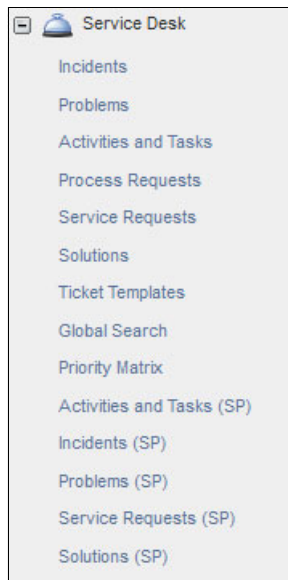 Service Desk
Incidents
Problems
Activities and Tasks
Process Requests
Service Requests
Solutions
Ticket Templates
Global Search
Priority Matrix
Activities and Tasks (SP)
Incidents (SP)
Problems (SP)
Service Requests (SP)
Solutions (SP)